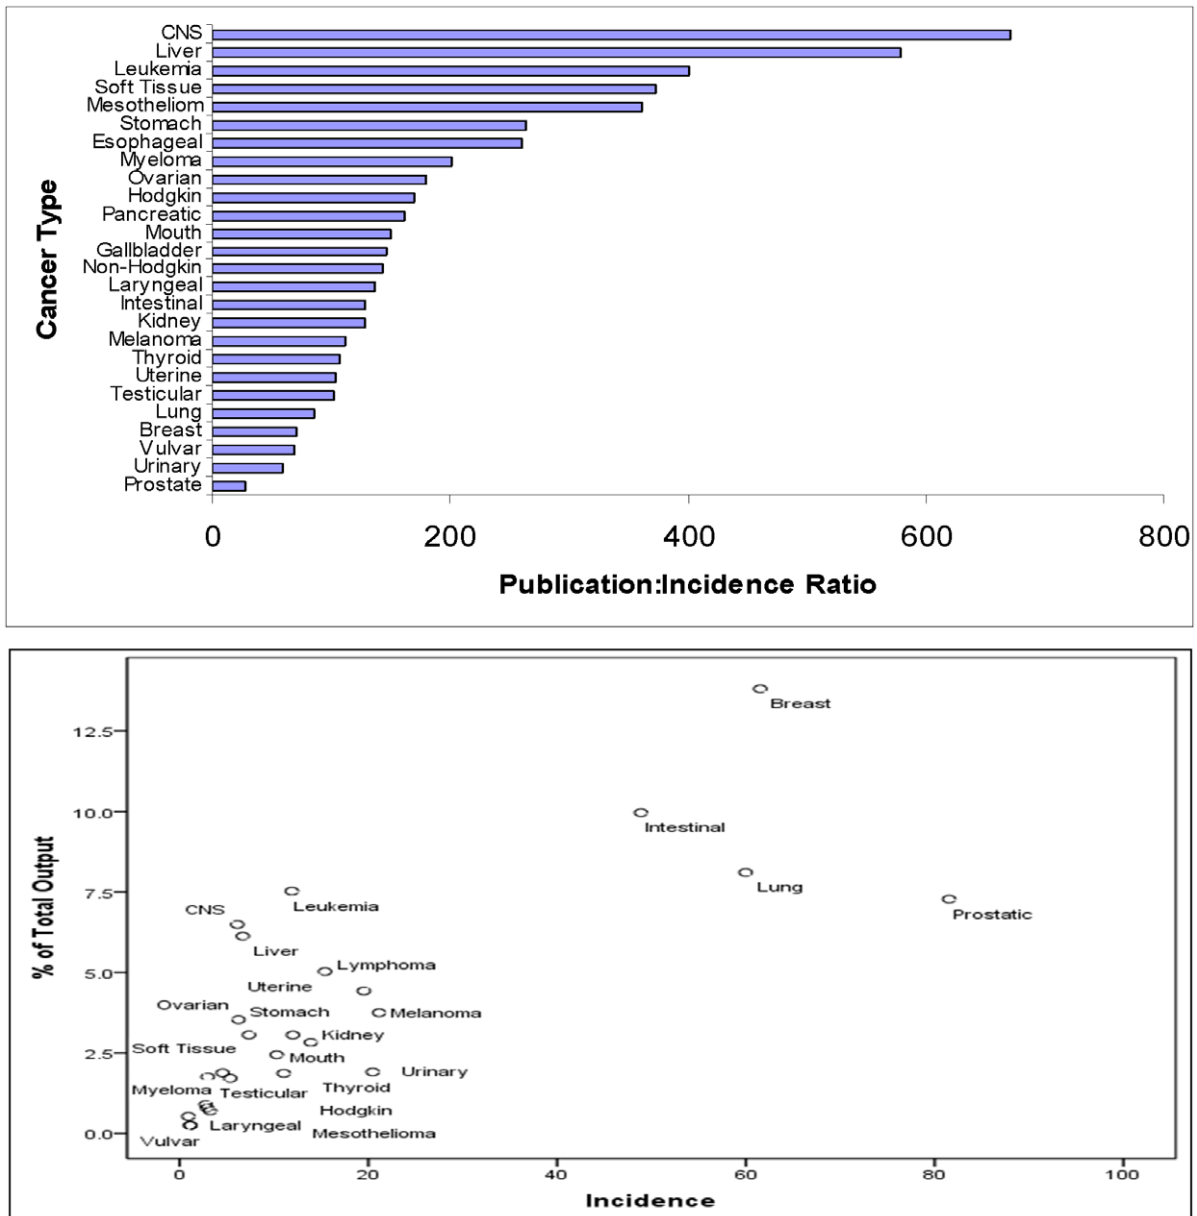 CNS
Liver
Leukemia
Soft Tissue
Mesotheliom
Stomach
Esophageal
Myeloma
Ovarian
Hodgkin
Pancreatic
Mouth
Gallbladder
Non-Hodgkin
Laryngeal
Intestinal
Kidney
Melanoma
Thyroid
Uterine
Testicular
Lung
Breast
Vulvar
Urinary
Prostate
Cancer Type
0 200 400 600 800
Publication:Incidence Ratio
% of Total Output
12.5
10.0
7.5
5.0
2.5
0.0
Breast
Intestinal
Lung
Leukemia
Prostatic
CNS
Liver
Lymphoma
Uterine
Ovarian
Stomach
Melanoma
Kidney
Soft Tissue
Mouth
Urinary
Myeloma
Testicular
Thyroid
Hodgkin
Laryngeal
Mesothelioma
Vulvar
0 20 40 60 80 100
Incidence